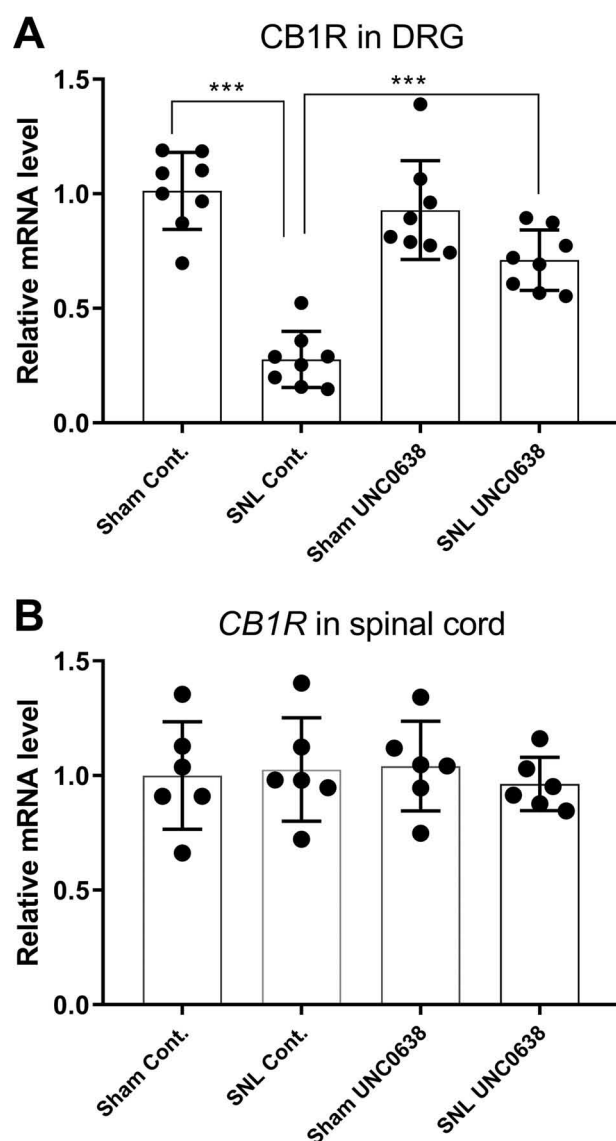 A
CB1R in DRG
Relative mRNA level
1.5
1.0
0.5
0.0
***
***
Sham Cont.
SNL Cont.
Sham UNC0638
SNL UNC0638
B
CB1R in spinal cord
Relative mRNA level
1.5
1.0
0.5
0.0
Sham Cont.
SNL Cont.
Sham UNC0638
SNL UNC0638